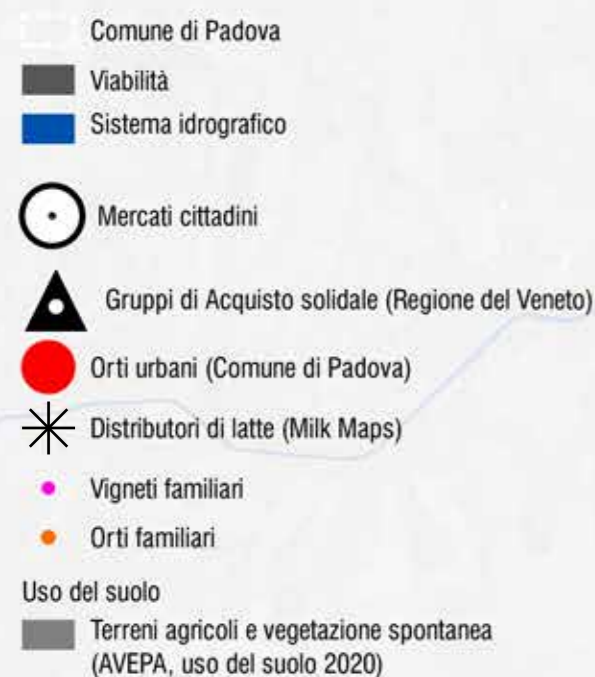 Comune di Padova
Viabilità
Sistema idrografico
Mercati cittadini
Gruppi di Acquisto solidale (Regione del Veneto)
Orti urbani (Comune di Padova)
Distributori di latte (Milk Maps)
Vigneti familiari
Orti familiari
Uso del suolo
Terreni agricoli e vegetazione spontanea
(AVEPA, uso del suolo 2020)